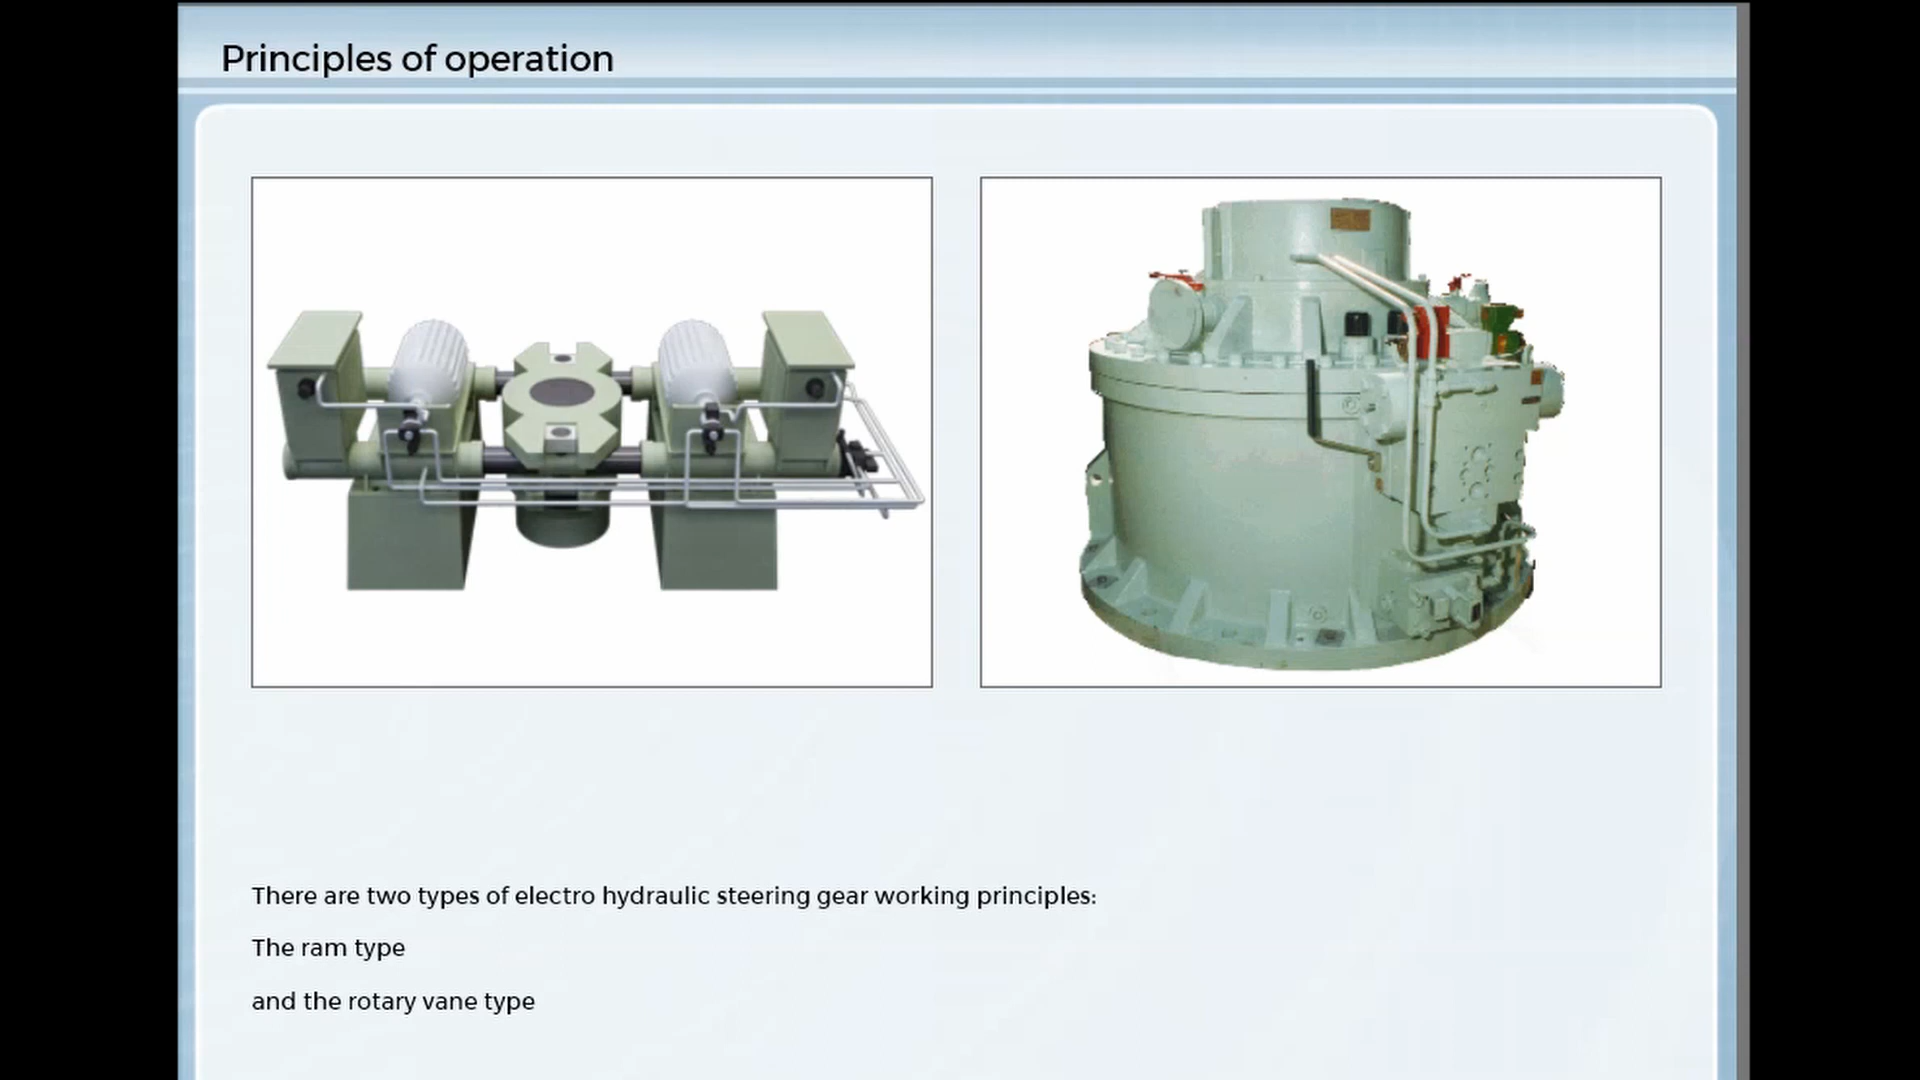 Principles of operation
There are two types of electro hydraulic steering gear working principles:
The ram type
and the rotary vane type